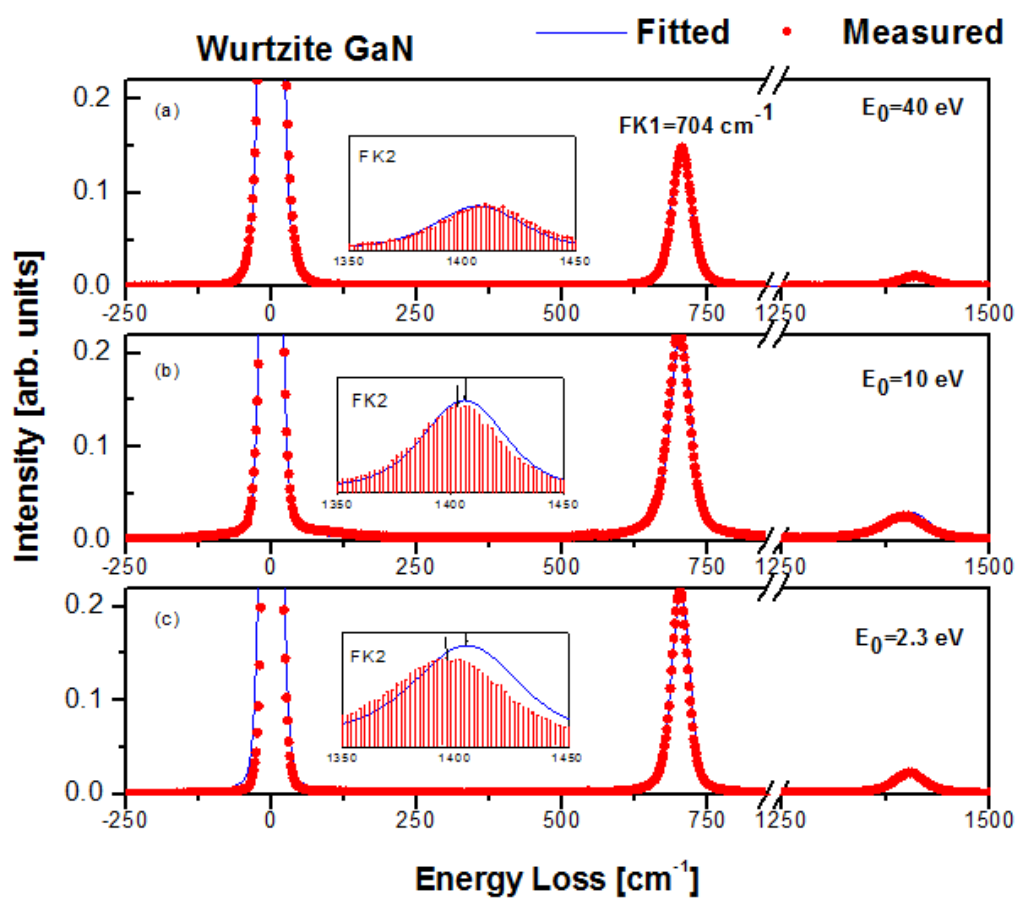 Wurtzite GaN
Fitted
Measured
Intensity [arb. units]
(a)
E0=40 eV
FK1=704 cm-1
0.2
0.1
0.0
FK2
1350 1400 1450
-250 0 250 500 750 1250 1500
(b)
E0=10 eV
0.2
0.1
0.0
FK2
1350 1400 1450
-250 0 250 500 750 1250 1500
(c)
E0=2.3 eV
0.2
0.1
0.0
FK2
1350 1400 1450
-250 0 250 500 750 1250 1500
Energy Loss [cm-1]